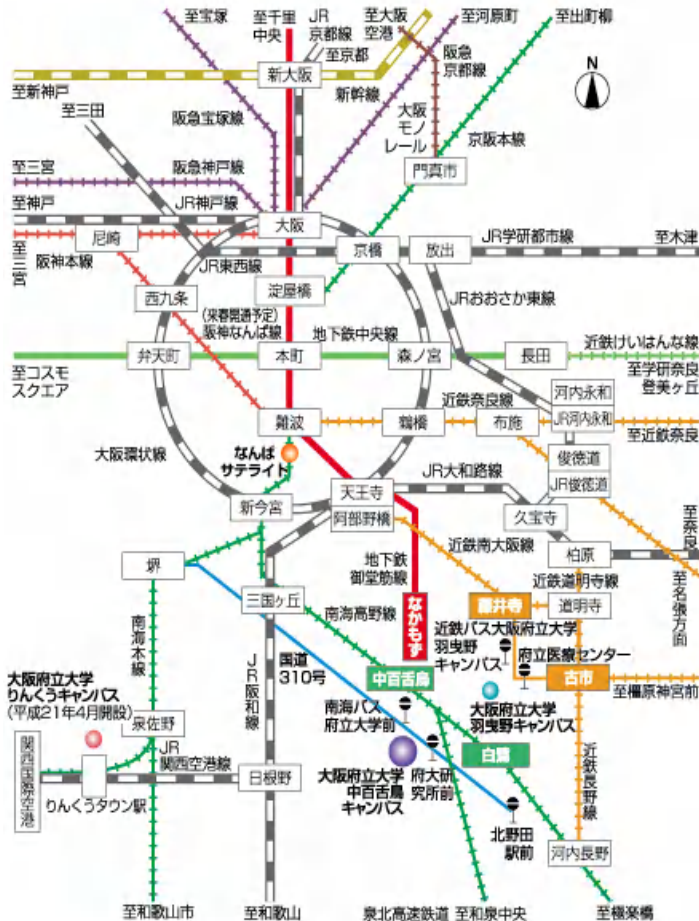 至宝塚
至千里
中央
JR
京都線
至京都
至大阪
空港
至河原町
至出町柳
N
新大阪
至新神戸
新幹線
阪急
京都線
至三田
阪急宝塚線
大阪
モノ
レール
京阪本線
門真市
至三宮
阪急神戸線
至神戸
JR神戸線
大阪
尼崎
京橋
放出
JR学研都市線
至木津
至三宮
阪神本線
JR東西線
淀屋橋
西九条
JRおおさか東線
(来春開通予定)
阪神なんば線
地下鉄中央線
近鉄けいはんな線
弁天町
本町
森ノ宮
長田
至コスモ
スクエア
至学研奈良
登美ヶ丘
河内永和
近鉄奈良線
JR河内永和
難波
鶴橋
布施
至近鉄奈良
大阪環状線
なんば
サテライト
俊徳道
JR俊徳道
JR大和路線
天王寺
新今宮
阿部野橋
久宝寺
至奈良
近鉄南大阪線
柏原
堺
地下鉄
御堂筋線
近鉄道明寺線
至名張方面
三国ヶ丘
南海高野線
なかもず
藤井寺
道明寺
南海本線
近鉄バス大阪府立大学
羽曳野
キャンパス
府立医療センター
大阪府立大学
りんくうキャンパス
(平成21年4月開設)
JR阪和線
国道
310号
中百舌鳥
古市
至橿原神宮前
南海バス
府立大学前
大阪府立大学
羽曳野キャンパス
泉佐野
白鷺
JR
関西空港線
関西国際空港
りんくうタウン駅
日根野
大阪府立大学
中百舌鳥
キャンパス
府大研
究所前
近鉄長野線
北野田
駅前
河内長野
至和歌山市
至和歌山
泉北高速鉄道
至和泉中央
至極楽橋